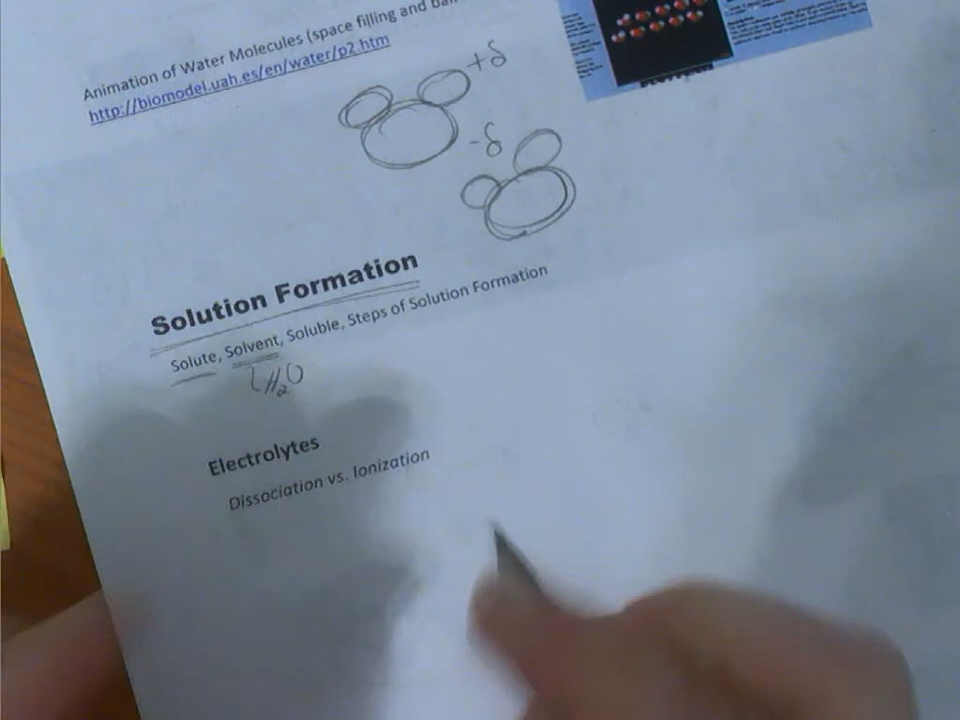 Animation of Water Molecules (space filling and
http://biomodel.uah.es/en/water/p2.htm
+δ
-δ
Solution Formation
Solute, Solvent, Soluble, Steps of Solution Formation
H₂O
Electrolytes
Dissociation vs. Ionization